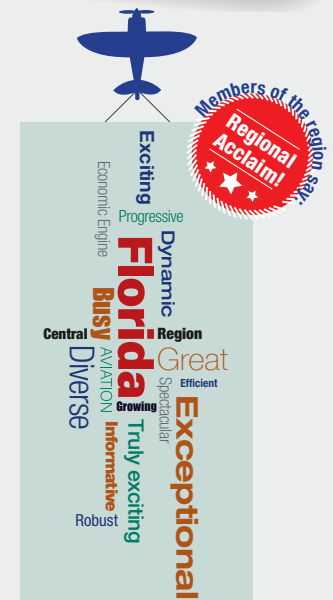 Members of the region say:
Regional
Acclaim!
Exciting
Economic Engine
Progressive
Dynamic
Florida
Busy
Central
Region
Great
Diverse
AVIATION
Efficient
Spectacular
Growing
Exceptional
Informative
Truly exciting
Robust